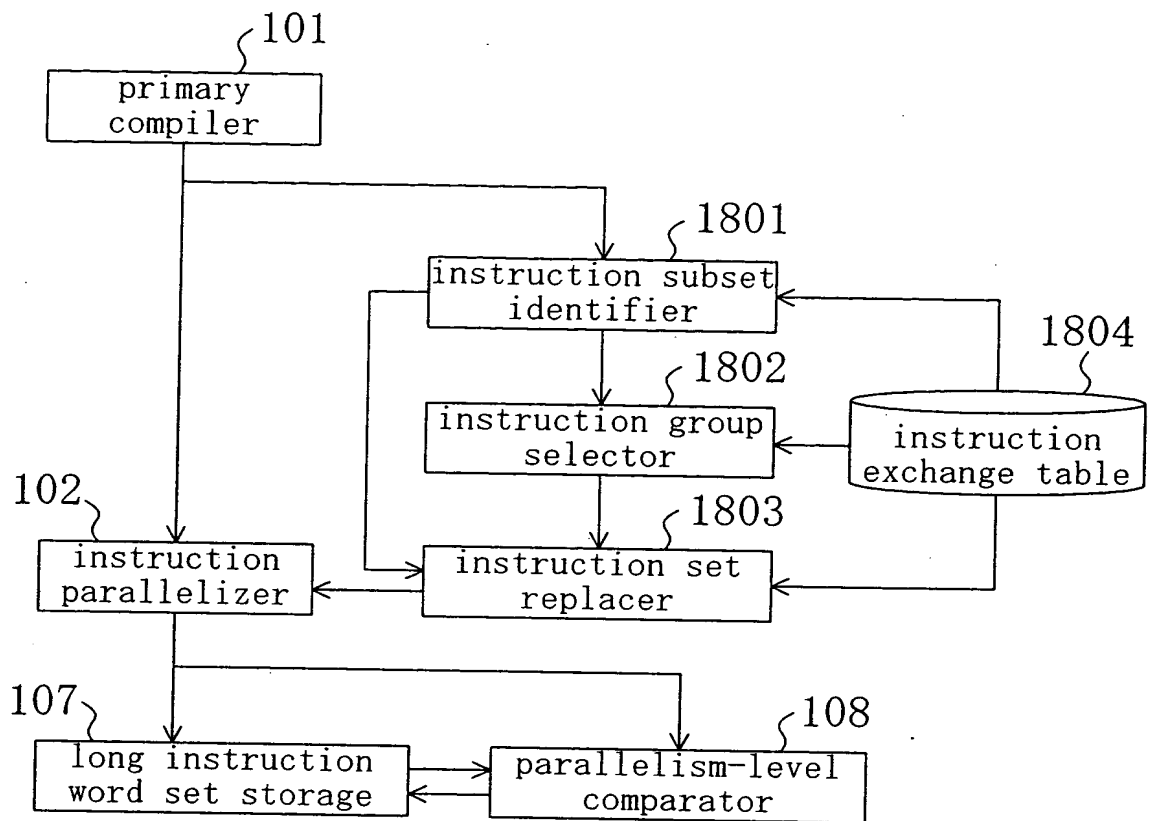 101
primary
compiler
1801
instruction subset
identifier
1804
1802
instruction group
selector
instruction
exchange table
102
1803
instruction
parallelizer
instruction set
replacer
107
108
long instruction
word set storage
parallelism-level
comparator